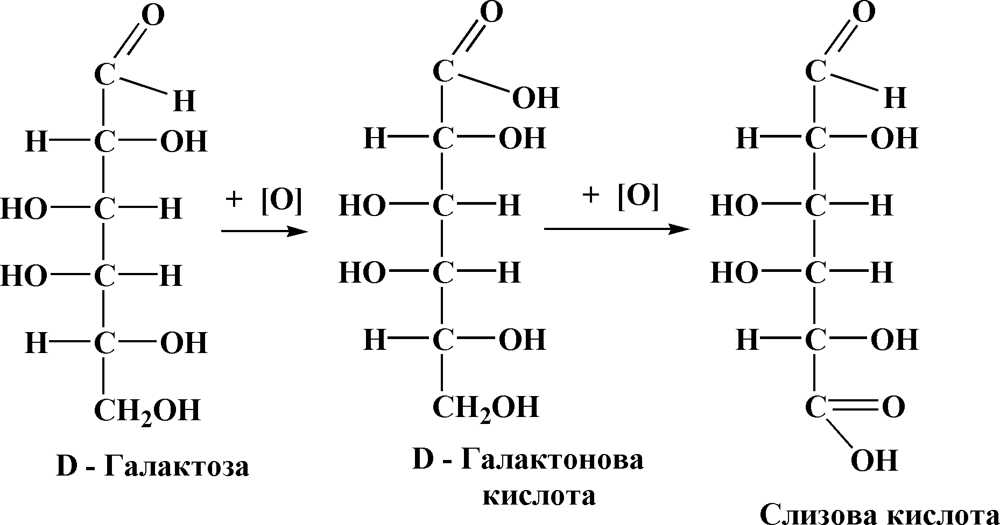 O O O
C C C
H OH H
H C OH H C OH H C OH
+ [O] + [O]
HO C H HO C H HO C H
HO C H HO C H HO C H
H C OH H C OH H C OH
CH2OH CH2OH C O
OH
D - Галактоза D - Галактонова
кислота
Слизова кислота